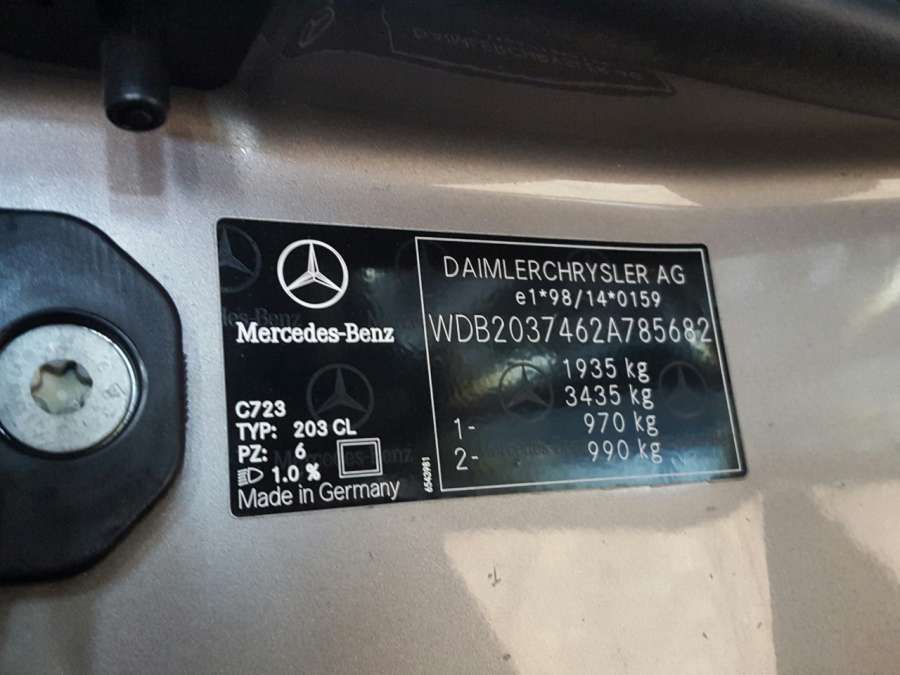 Mercedes-Benz
C723
TYP: 203 CL
PZ: 6
1.0 %
Made in Germany
6543981
DAIMLERCHRYSLER AG
e1*98/14*0159
WDB2037462A785682
1935 kg
3435 kg
1- 970 kg
2- 990 kg